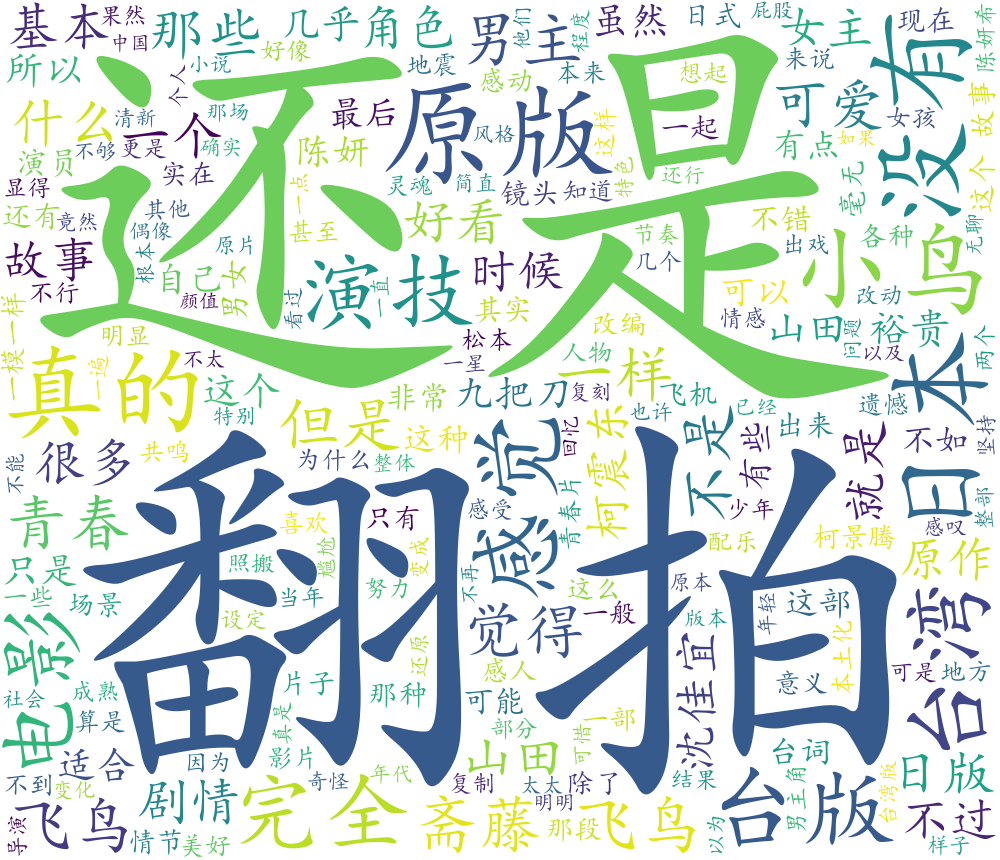 还是
翻拍
原版
没有
小鸟
日本
台湾
台版
电影
感觉
真的
演技
完全
斋藤
飞鸟
飞鸟
山田
山田
裕贵
基本
果然
中国
那些
好像
几乎
角色
地震
男主
他们
程度
虽然
日式
屁股
女主
现在
陈妍希
所以
小说
个人
感动
本来
想起
来说
可爱
女孩
故事
什么
清新
那场
一个
最后
风格
这样
一起
有点
如果
演员
不够
更是
确实
陈妍
灵魂
简直
镜头
知道
特色
还行
毫无
这个
显得
实在
一点
还有
竟然
其他
甚至
好看
节奏
不错
出戏
各种
无聊
故事
偶像
原片
根本
自己
男女
时候
几个
不行
颜值
看过
一直
其实
可以
改动
一模一样
明显
松本
改编
情感
问题
以及
两个
一遍
不太
一星
人物
一样
这个
特别
非常
九把刀
复刻
飞机
遗憾
但是
这种
也许
已经
很多
共鸣
为什么
整体
回忆
柯震东
不是
有些
出来
就是
不如
坚持
不能
青春
喜欢
只有
感受
青春片
少年
整部
感叹
只是
照搬
尴尬
变成
配乐
柯景腾
原作
一些
场景
当年
努力
不再
这么
原本
设定
觉得
一般
版本
年轻
这部
本土化
还原
感人
沈佳宜
意义
可是
地方
社会
成熟
片子
那种
可能
算是
真是
部分
可惜
一部
台词
适合
因为
影片
不到
变化
奇怪
年代
复制
太太
除了
结果
日版
剧情
明明
男主角
台湾版
不过
导演
情节
美好
那段
以为
样子